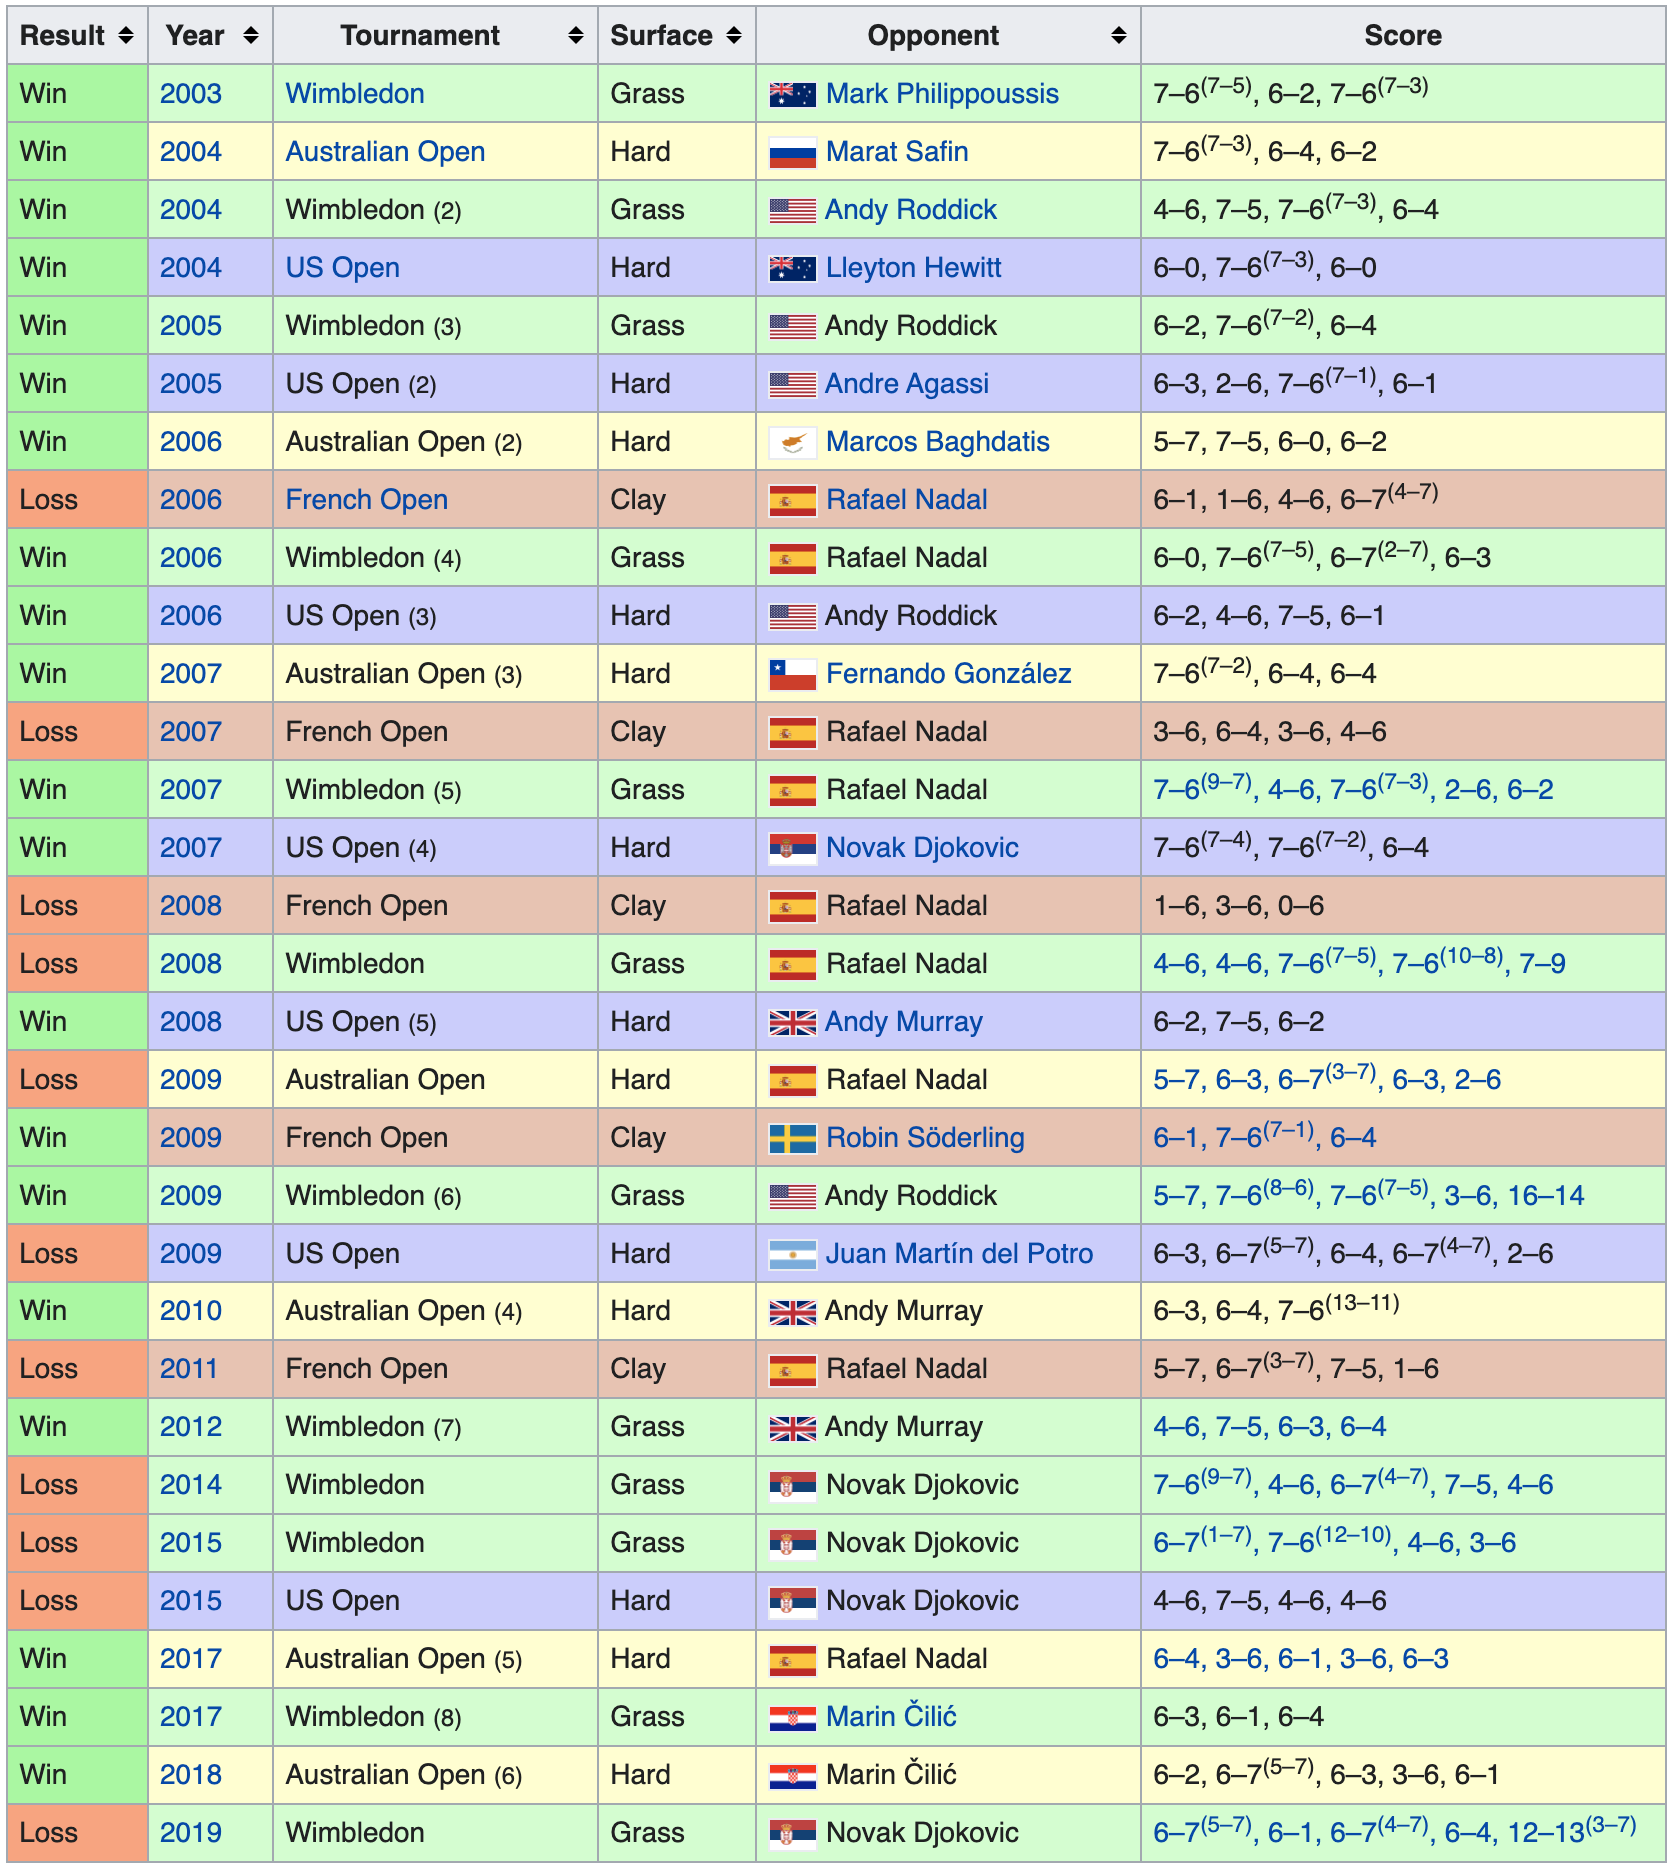 Result Year Tournament Surface Opponent Score
Win 2003 Wimbledon Grass Mark Philippoussis 7–6(7–5), 6–2, 7–6(7–3)
Win 2004 Australian Open Hard Marat Safin 7–6(7–3), 6–4, 6–2
Win 2004 Wimbledon (2) Grass Andy Roddick 4–6, 7–5, 7–6(7–3), 6–4
Win 2004 US Open Hard Lleyton Hewitt 6–0, 7–6(7–3), 6–0
Win 2005 Wimbledon (3) Grass Andy Roddick 6–2, 7–6(7–2), 6–4
Win 2005 US Open (2) Hard Andre Agassi 6–3, 2–6, 7–6(7–1), 6–1
Win 2006 Australian Open (2) Hard Marcos Baghdatis 5–7, 7–5, 6–0, 6–2
Loss 2006 French Open Clay Rafael Nadal 6–1, 1–6, 4–6, 6–7(4–7)
Win 2006 Wimbledon (4) Grass Rafael Nadal 6–0, 7–6(7–5), 6–7(2–7), 6–3
Win 2006 US Open (3) Hard Andy Roddick 6–2, 4–6, 7–5, 6–1
Win 2007 Australian Open (3) Hard Fernando González 7–6(7–2), 6–4, 6–4
Loss 2007 French Open Clay Rafael Nadal 3–6, 6–4, 3–6, 4–6
Win 2007 Wimbledon (5) Grass Rafael Nadal 7–6(9–7), 4–6, 7–6(7–3), 2–6, 6–2
Win 2007 US Open (4) Hard Novak Djokovic 7–6(7–4), 7–6(7–2), 6–4
Loss 2008 French Open Clay Rafael Nadal 1–6, 3–6, 0–6
Loss 2008 Wimbledon Grass Rafael Nadal 4–6, 4–6, 7–6(7–5), 7–6(10–8), 7–9
Win 2008 US Open (5) Hard Andy Murray 6–2, 7–5, 6–2
Loss 2009 Australian Open Hard Rafael Nadal 5–7, 6–3, 6–7(3–7), 6–3, 2–6
Win 2009 French Open Clay Robin Söderling 6–1, 7–6(7–1), 6–4
Win 2009 Wimbledon (6) Grass Andy Roddick 5–7, 7–6(8–6), 7–6(7–5), 3–6, 16–14
Loss 2009 US Open Hard Juan Martín del Potro 6–3, 6–7(5–7), 6–4, 6–7(4–7), 2–6
Win 2010 Australian Open (4) Hard Andy Murray 6–3, 6–4, 7–6(13–11)
Loss 2011 French Open Clay Rafael Nadal 5–7, 6–7(3–7), 7–5, 1–6
Win 2012 Wimbledon (7) Grass Andy Murray 4–6, 7–5, 6–3, 6–4
Loss 2014 Wimbledon Grass Novak Djokovic 7–6(9–7), 4–6, 6–7(4–7), 7–5, 4–6
Loss 2015 Wimbledon Grass Novak Djokovic 6–7(1–7), 7–6(12–10), 4–6, 3–6
Loss 2015 US Open Hard Novak Djokovic 4–6, 7–5, 4–6, 4–6
Win 2017 Australian Open (5) Hard Rafael Nadal 6–4, 3–6, 6–1, 3–6, 6–3
Win 2017 Wimbledon (8) Grass Marin Čilić 6–3, 6–1, 6–4
Win 2018 Australian Open (6) Hard Marin Čilić 6–2, 6–7(5–7), 6–3, 3–6, 6–1
Loss 2019 Wimbledon Grass Novak Djokovic 6–7(5–7), 6–1, 6–7(4–7), 6–4, 12–13(3–7)